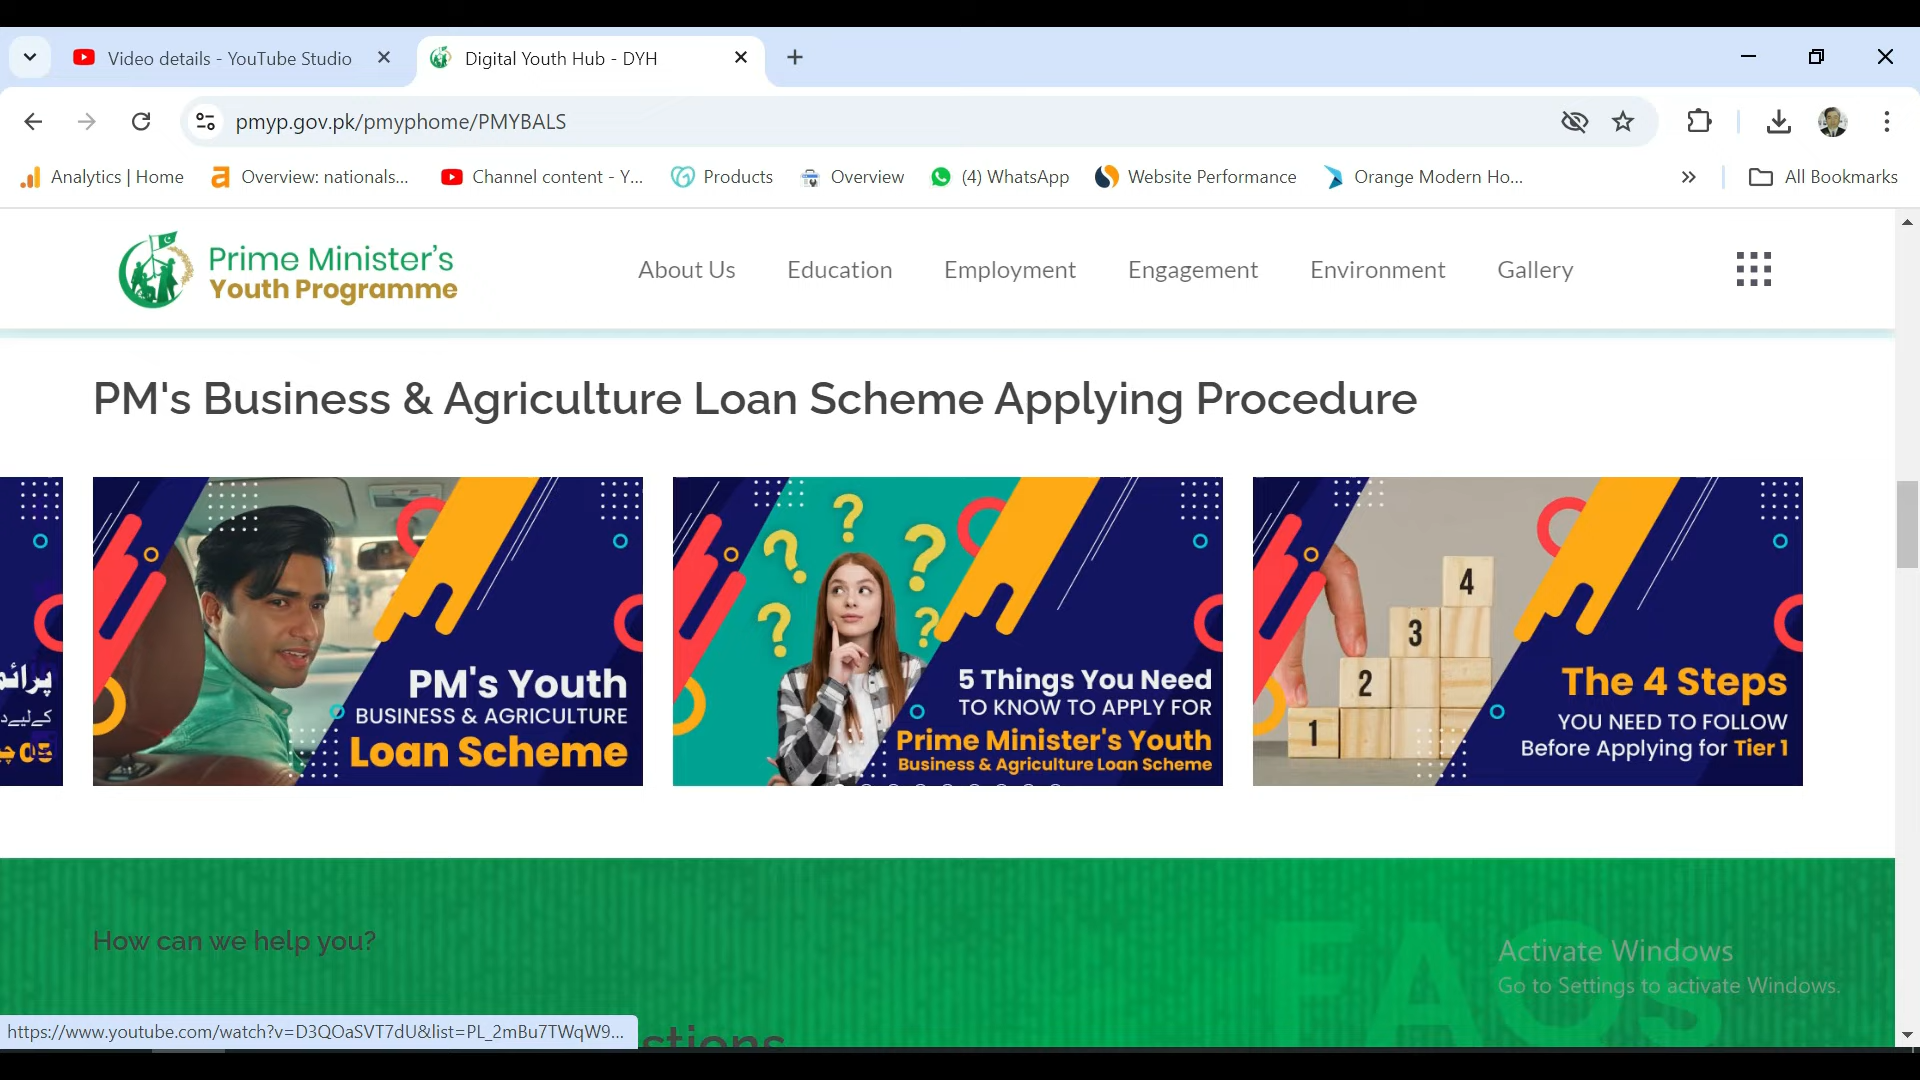 Video details - YouTube Studio
Digital Youth Hub - DYH
pmyp.gov.pk/pmyphome/PMYBALS
Analytics | Home
Overview: nationals...
Channel content - Y...
Products
Overview
(4) WhatsApp
Website Performance
Orange Modern Ho...
All Bookmarks
Prime Minister's
Youth Programme
About Us
Education
Employment
Engagement
Environment
Gallery
PM's Business & Agriculture Loan Scheme Applying Procedure
05
PM's Youth
BUSINESS & AGRICULTURE
Loan Scheme
? ? ? ? ?
5 Things You Need
TO KNOW TO APPLY FOR
Prime Minister's Youth
Business & Agriculture Loan Scheme
1
2
3
4
The 4 Steps
YOU NEED TO FOLLOW
Before Applying for Tier 1
How can we help you?
FAQs
Activate Windows
Go to Settings to activate Windows.
https://www.youtube.com/watch?v=D3QOaSVT7dU&list=PL_2mBu7TWqW9...